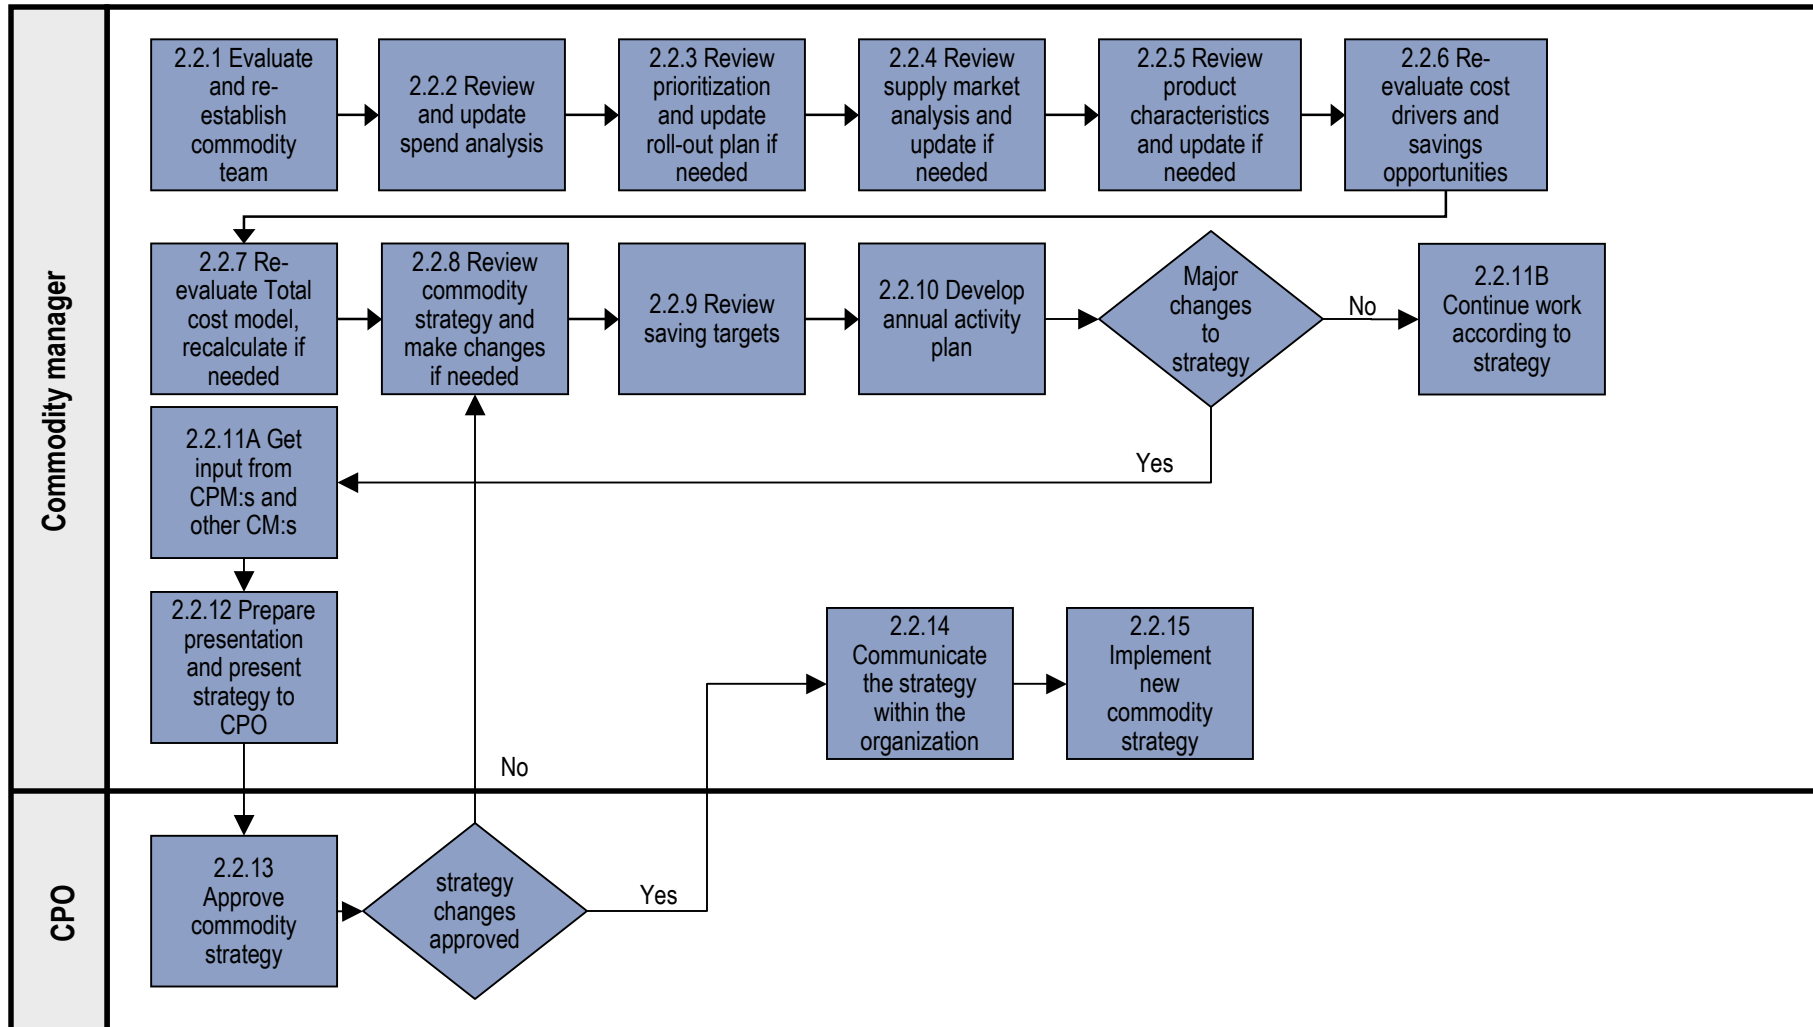 Commodity manager
2.2.1 Evaluate
and re-
establish
commodity
team
2.2.2 Review
and update
spend analysis
2.2.3 Review
prioritization
and update
roll-out plan if
needed
2.2.4 Review
supply market
analysis and
update if
needed
2.2.5 Review
product
characteristics
and update if
needed
2.2.6 Re-
evaluate cost
drivers and
savings
opportunities
2.2.7 Re-
evaluate Total
cost model,
recalculate if
needed
2.2.8 Review
commodity
strategy and
make changes
if needed
2.2.9 Review
saving targets
2.2.10 Develop
annual activity
plan
Major
changes to
strategy
No
2.2.11B
Continue work
according to
strategy
Yes
2.2.11A Get
input from
CPM:s and
other CM:s
2.2.12 Prepare
presentation
and present
strategy to
CPO
No
2.2.14
Communicate
the strategy
within the
organization
2.2.15
Implement
new
commodity
strategy
CPO
2.2.13
Approve
commodity
strategy
strategy
changes
approved
Yes